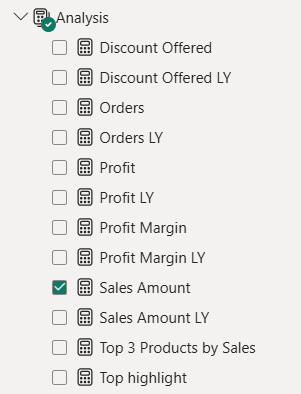 Analysis
Discount Offered
Discount Offered LY
Orders
Orders LY
Profit
Profit LY
Profit Margin
Profit Margin LY
Sales Amount
Sales Amount LY
Top 3 Products by Sales
Top highlight